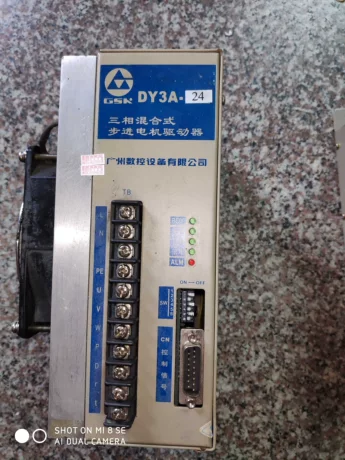 GSK DY3A-24
三相混合式
步进电机驱动器
广州数控设备有限公司
TB
L
N
PE
U
V
W
P
D
r
t
ALM
ON—OFF
SW
CN
控制信号
SHOT ON MI 8 SE
AI DUAL CAMERA